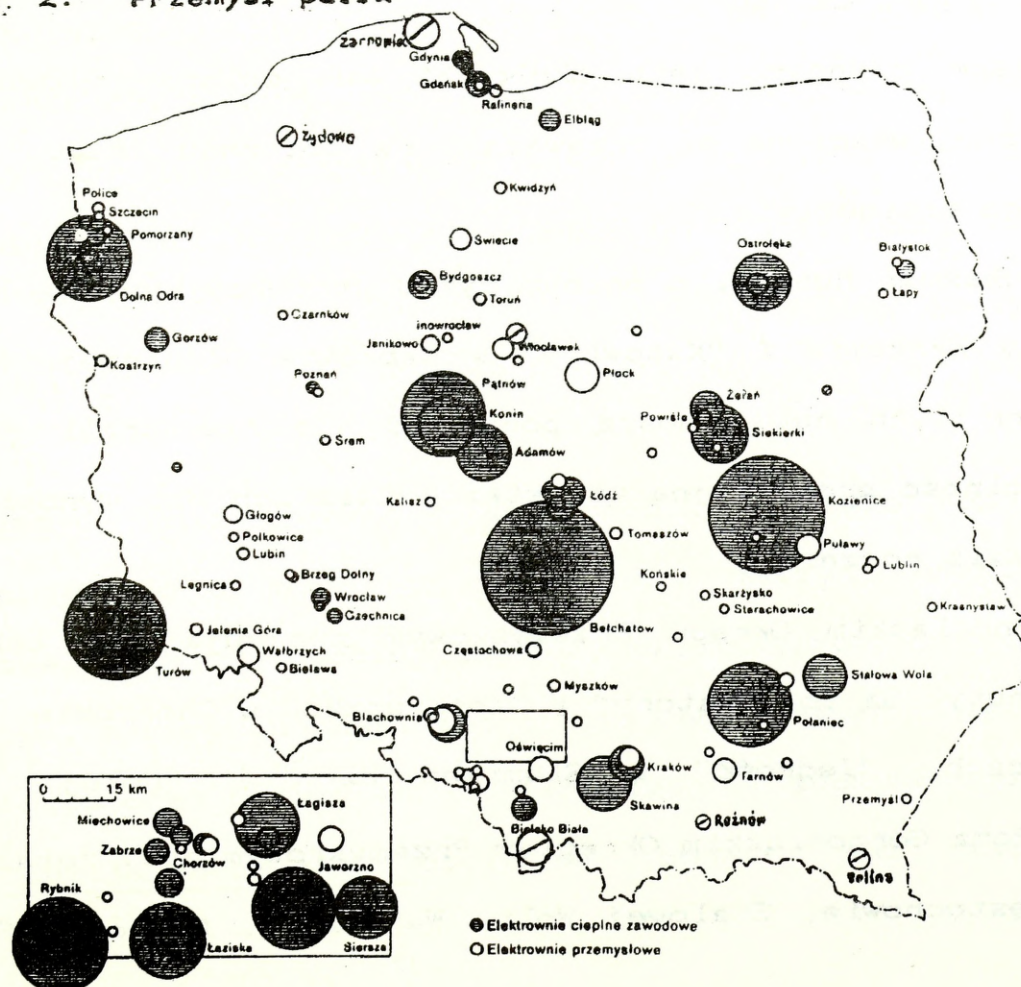 2. Przemysł
Żarnowiec
Gdynia
Gdańsk
Rafineria
Elbląg
Żydowo
Kwidzyń
Police
Szczecin
Pomorzany
Dolna Odra
Świecie
Ostrołęka
Białystok
Łapy
Bydgoszcz
Toruń
Czarnków
Gorzów
inowrocław
Janikowo
Włocławek
Kostrzyn
Płock
Poznań
Pątnów
Konin
Adamów
Żerań
Powiśle
Siekierki
Śrem
Kalisz
Łódź
Kozienice
Głogów
Polkowice
Lubin
Tomaszów
Puławy
Lublin
Legnica
Brzeg Dolny
Wrocław
Czechnica
Końskie
Skarżysko
Starachowice
Krasnystaw
Bełchatow
Jelenia Góra
Turów
Wałbrzych
Bielawa
Częstochowa
Myszków
Stalowa Wola
Połaniec
Blachownia
Oświęcim
Kraków
Tarnów
Skawina
Bielsko Biała
Rożnów
Przemyśl
Solina
0 15 km
Miechowice
Łagisza
Zabrze
Chorzów
Jaworzno
Rybnik
Łaziska
Siersza
Elektrownie cieplne zawodowe
Elektrownie przemysłowe